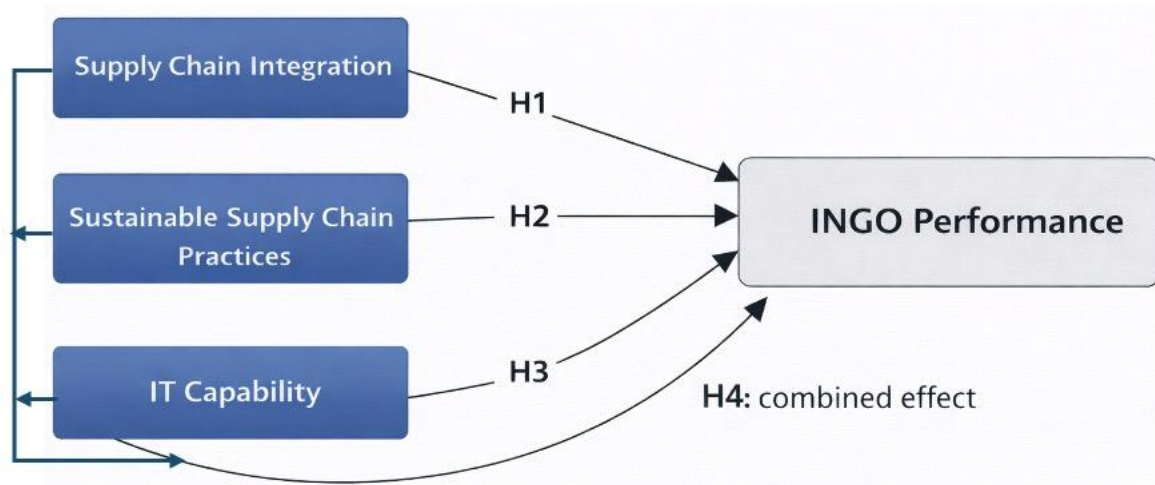 Supply Chain Integration
H1
Sustainable Supply Chain
Practices
H2
INGO Performance
IT Capability
H3
H4: combined effect